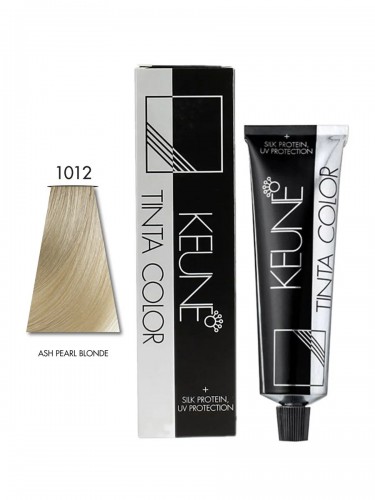 1012
ASH PEARL BLONDE
TINTA COLOR
KEUNE
+
SILK PROTEIN,
UV PROTECTION
+
SILK PROTEIN,
UV PROTECTION
KEUNE
TINTA COLOR